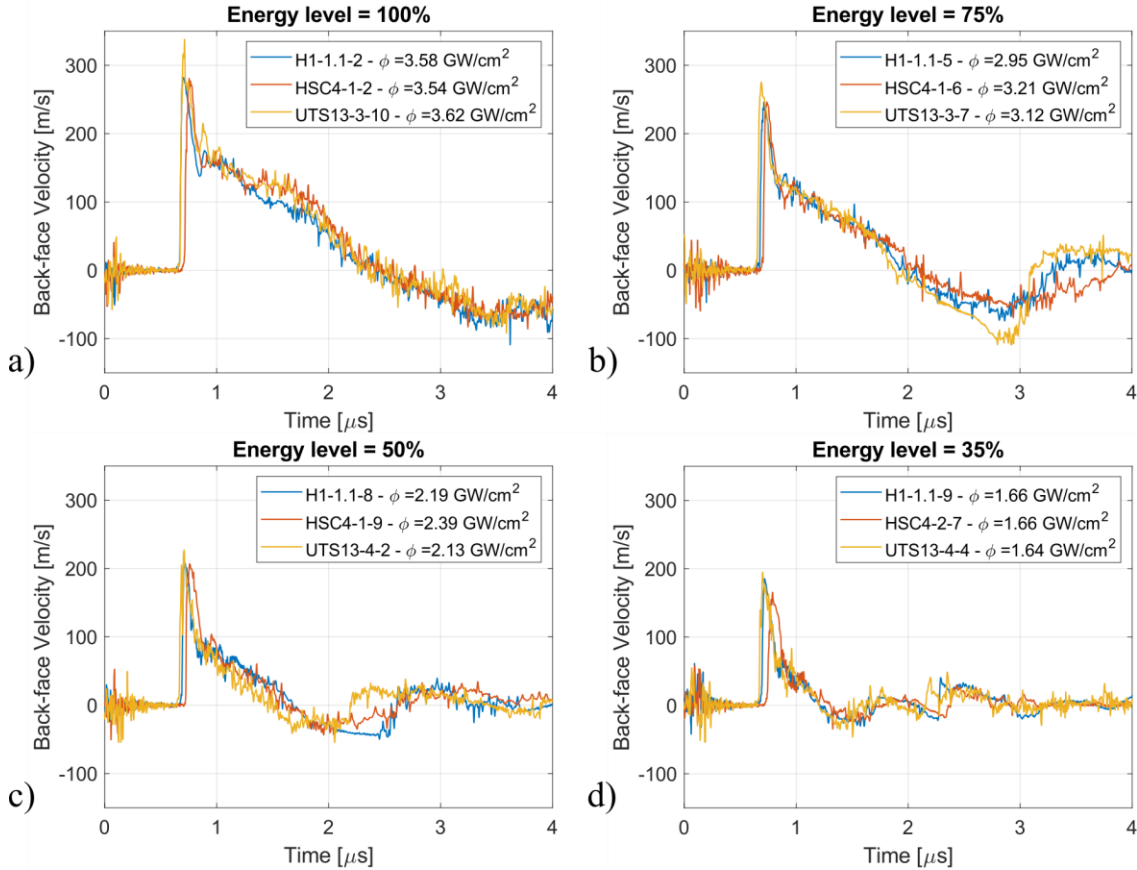 Energy level = 100%
H1-1.1-2 - ϕ =3.58 GW/cm²
HSC4-1-2 - ϕ =3.54 GW/cm²
UTS13-3-10 - ϕ =3.62 GW/cm²
300
200
100
0
-100
Back-face Velocity [m/s]
0 1 2 3 4
Time [μs]
a)
Energy level = 75%
H1-1.1-5 - ϕ =2.95 GW/cm²
HSC4-1-6 - ϕ =3.21 GW/cm²
UTS13-3-7 - ϕ =3.12 GW/cm²
300
200
100
0
-100
Back-face Velocity [m/s]
0 1 2 3 4
Time [μs]
b)
Energy level = 50%
H1-1.1-8 - ϕ =2.19 GW/cm²
HSC4-1-9 - ϕ =2.39 GW/cm²
UTS13-4-2 - ϕ =2.13 GW/cm²
300
200
100
0
-100
Back-face Velocity [m/s]
0 1 2 3 4
Time [μs]
c)
Energy level = 35%
H1-1.1-9 - ϕ =1.66 GW/cm²
HSC4-2-7 - ϕ =1.66 GW/cm²
UTS13-4-4 - ϕ =1.64 GW/cm²
300
200
100
0
-100
Back-face Velocity [m/s]
0 1 2 3 4
Time [μs]
d)